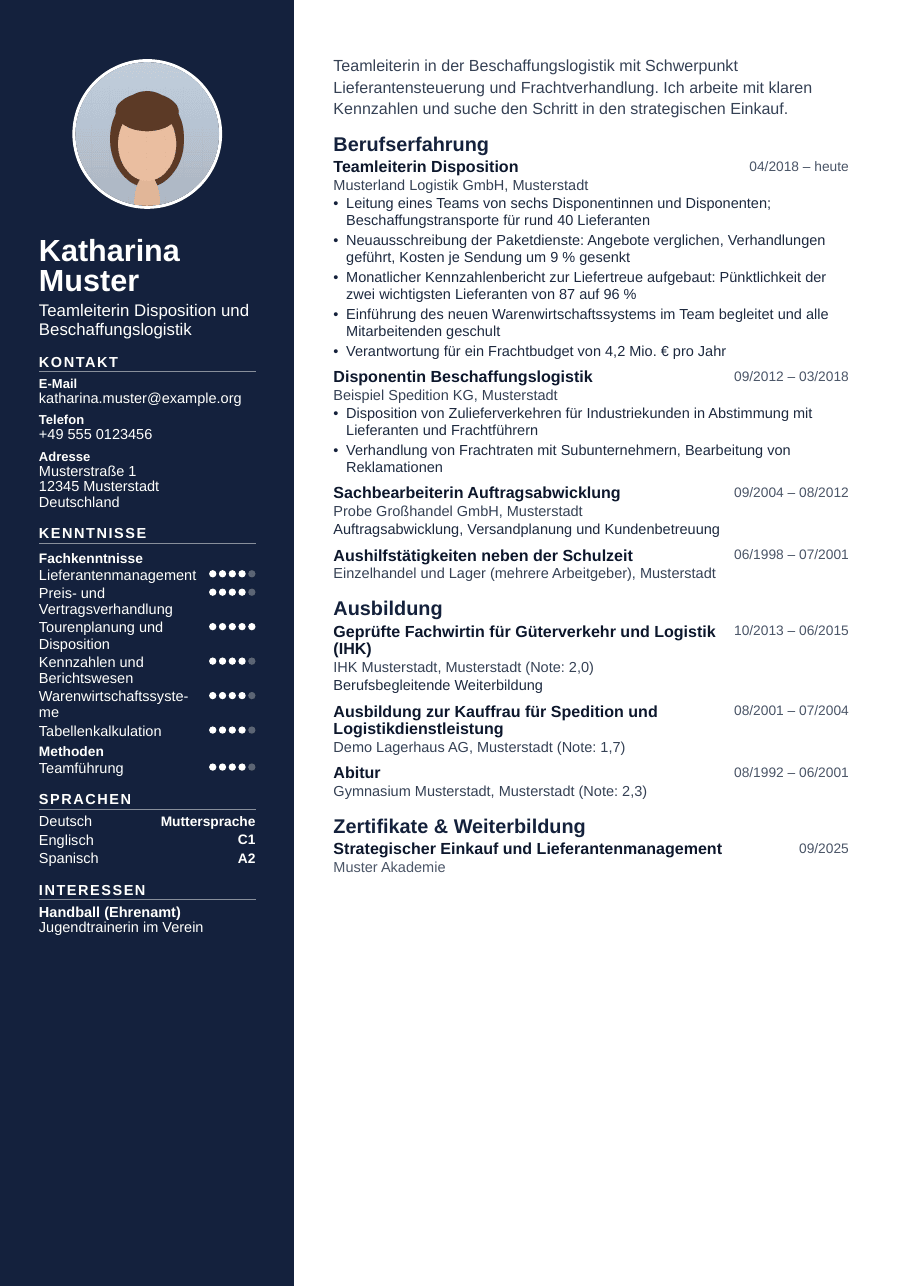 Katharina
Muster
Teamleiterin Disposition und
Beschaffungslogistik
KONTAKT
E-Mail
katharina.muster@example.org
Telefon
+49 555 0123456
Adresse
Musterstraße 1
12345 Musterstadt
Deutschland
KENNTNISSE
Fachkenntnisse
Lieferantenmanagement
Preis- und
Vertragsverhandlung
Tourenplanung und
Disposition
Kennzahlen und
Berichtswesen
Warenwirtschaftssyste-
me
Tabellenkalkulation
Methoden
Teamführung
SPRACHEN
Deutsch Muttersprache
Englisch C1
Spanisch A2
INTERESSEN
Handball (Ehrenamt)
Jugendtrainerin im Verein
Teamleiterin in der Beschaffungslogistik mit Schwerpunkt
Lieferantensteuerung und Frachtverhandlung. Ich arbeite mit klaren
Kennzahlen und suche den Schritt in den strategischen Einkauf.
Berufserfahrung
Teamleiterin Disposition 04/2018 – heute
Musterland Logistik GmbH, Musterstadt
• Leitung eines Teams von sechs Disponentinnen und Disponenten;
Beschaffungstransporte für rund 40 Lieferanten
• Neuausschreibung der Paketdienste: Angebote verglichen, Verhandlungen
geführt, Kosten je Sendung um 9 % gesenkt
• Monatlicher Kennzahlenbericht zur Liefertreue aufgebaut: Pünktlichkeit der
zwei wichtigsten Lieferanten von 87 auf 96 %
• Einführung des neuen Warenwirtschaftssystems im Team begleitet und alle
Mitarbeitenden geschult
• Verantwortung für ein Frachtbudget von 4,2 Mio. € pro Jahr
Disponentin Beschaffungslogistik 09/2012 – 03/2018
Beispiel Spedition KG, Musterstadt
• Disposition von Zulieferverkehren für Industriekunden in Abstimmung mit
Lieferanten und Frachtführern
• Verhandlung von Frachtraten mit Subunternehmern, Bearbeitung von
Reklamationen
Sachbearbeiterin Auftragsabwicklung 09/2004 – 08/2012
Probe Großhandel GmbH, Musterstadt
Auftragsabwicklung, Versandplanung und Kundenbetreuung
Aushilfstätigkeiten neben der Schulzeit 06/1998 – 07/2001
Einzelhandel und Lager (mehrere Arbeitgeber), Musterstadt
Ausbildung
Geprüfte Fachwirtin für Güterverkehr und Logistik 10/2013 – 06/2015
(IHK)
IHK Musterstadt, Musterstadt (Note: 2,0)
Berufsbegleitende Weiterbildung
Ausbildung zur Kauffrau für Spedition und 08/2001 – 07/2004
Logistikdienstleistung
Demo Lagerhaus AG, Musterstadt (Note: 1,7)
Abitur 08/1992 – 06/2001
Gymnasium Musterstadt, Musterstadt (Note: 2,3)
Zertifikate & Weiterbildung
Strategischer Einkauf und Lieferantenmanagement 09/2025
Muster Akademie